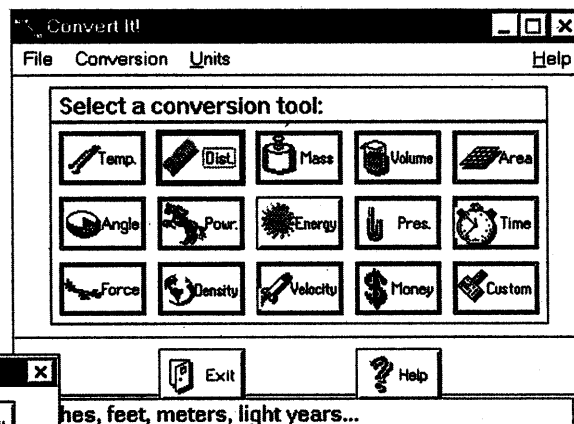 Convert It!
File Conversion Units Help
Select a conversion tool:
Temp. Dist. Mass Volume Area
Angle Powr. Energy Pres. Time
Force Density Velocity Money Custom
Exit Help
hes, feet, meters, light years...